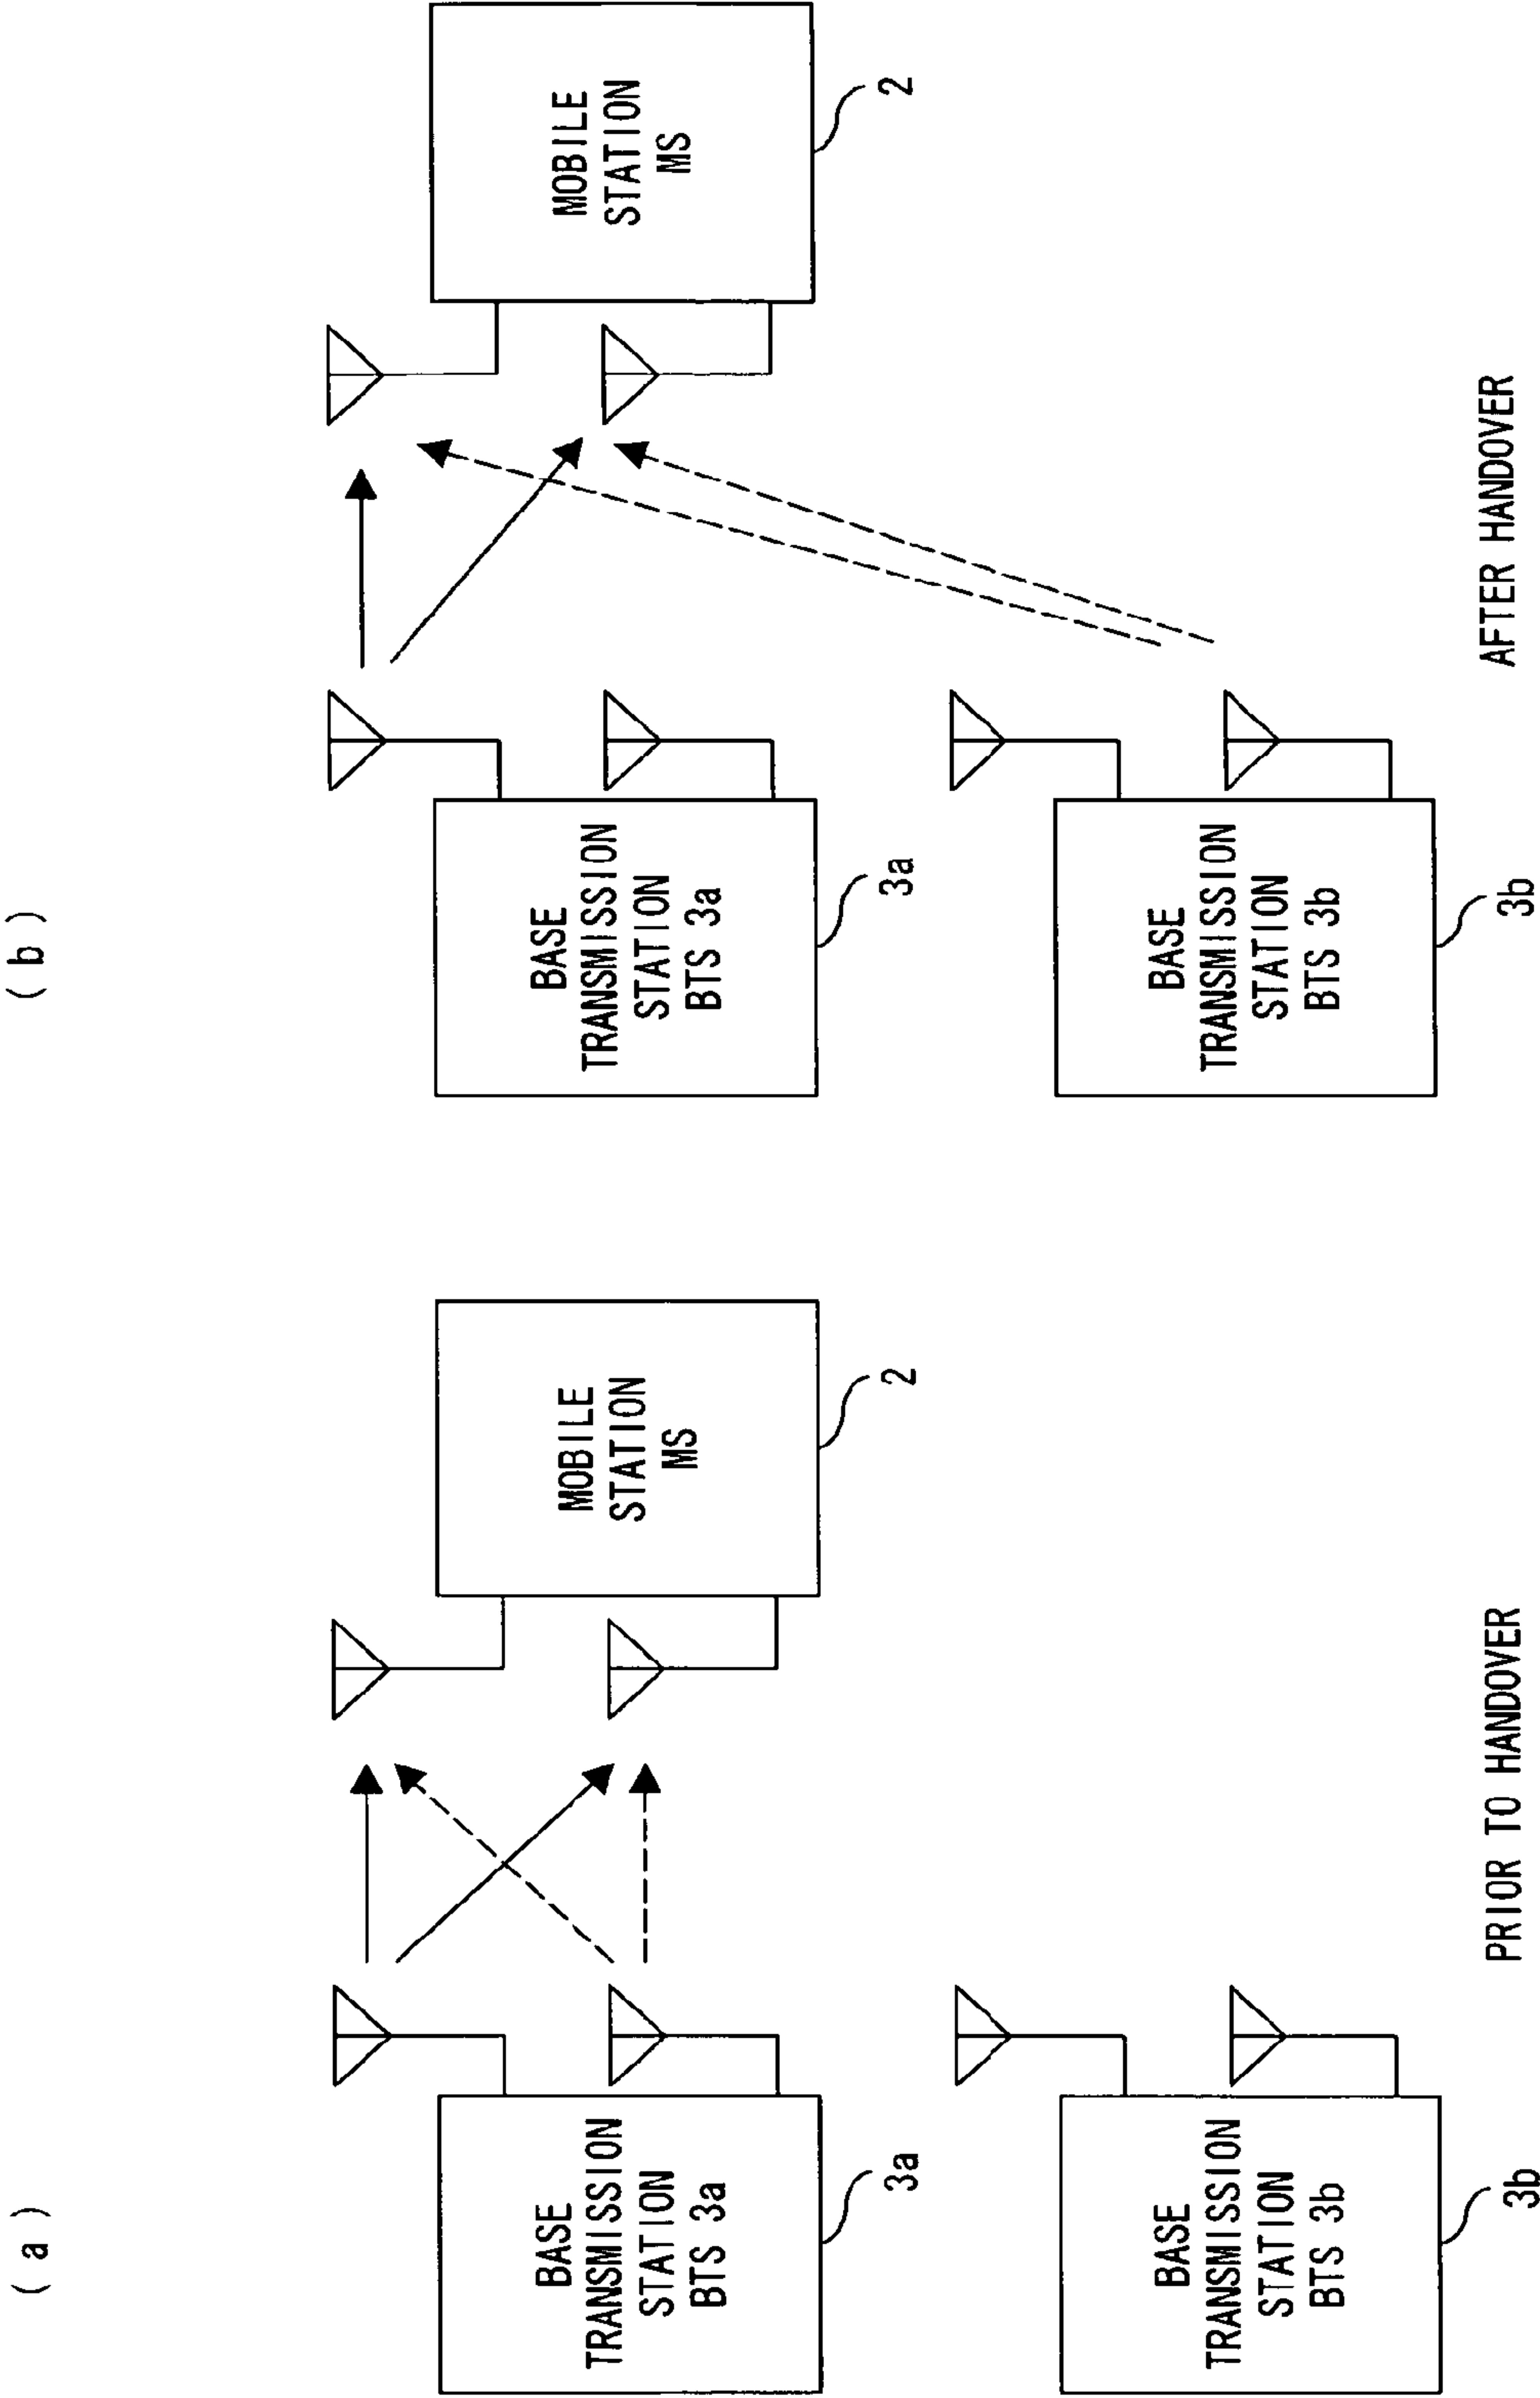 (a)
BASE
TRANSMISSION
STATION
BTS 3a
3a
MOBILE
STATION
MS
2
BASE
TRANSMISSION
STATION
BTS 3b
3b
PRIOR TO HANDOVER
(b)
BASE
TRANSMISSION
STATION
BTS 3a
3a
MOBILE
STATION
MS
2
BASE
TRANSMISSION
STATION
BTS 3b
3b
AFTER HANDOVER